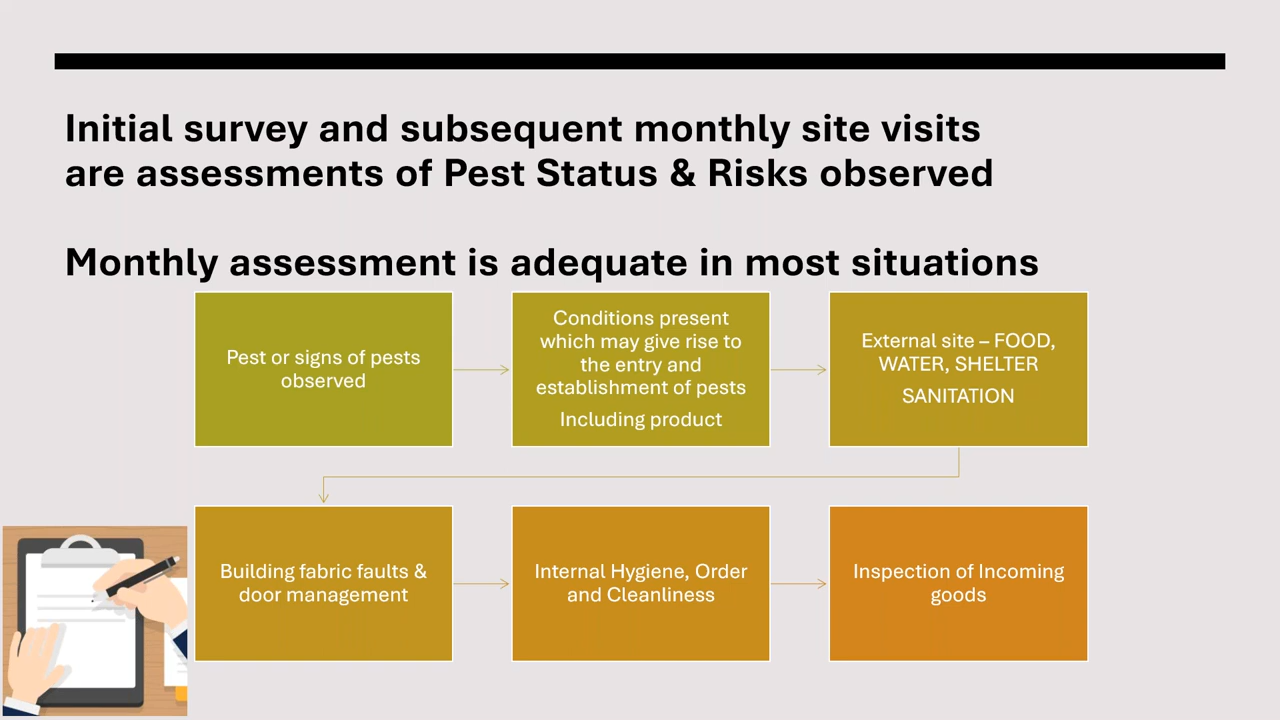 Initial survey and subsequent monthly site visits
are assessments of Pest Status & Risks observed
Monthly assessment is adequate in most situations
Pest or signs of pests
observed
Conditions present
which may give rise to
the entry and
establishment of pests
Including product
External site – FOOD,
WATER, SHELTER
SANITATION
Building fabric faults &
door management
Internal Hygiene, Order
and Cleanliness
Inspection of Incoming
goods